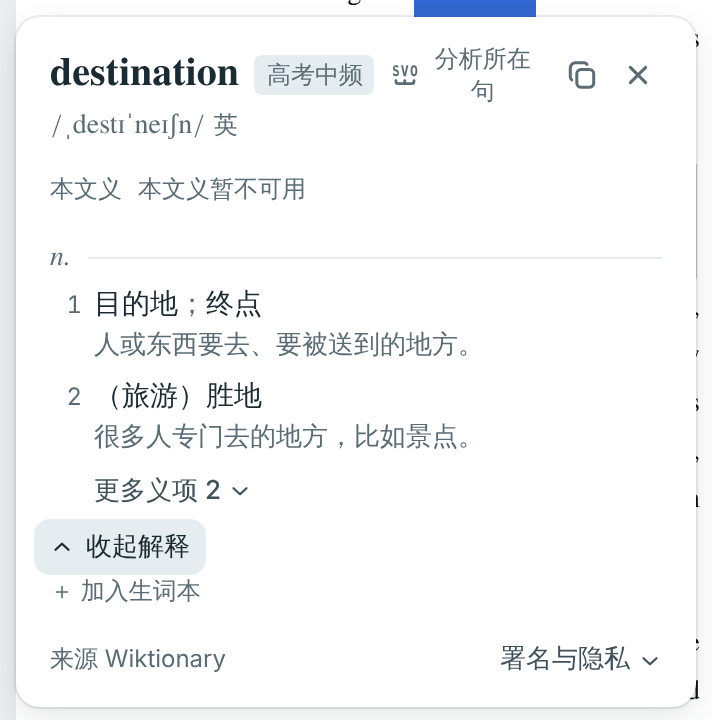 destination 高考中频 SVO 分析所在句
/ˌdestɪˈneɪʃn/ 英
本文义 本文义暂不可用
n.
1 目的地；终点
人或东西要去、要被送到的地方。
2 （旅游）胜地
很多人专门去的地方，比如景点。
更多义项 2
收起解释
+ 加入生词本
来源 Wiktionary 署名与隐私